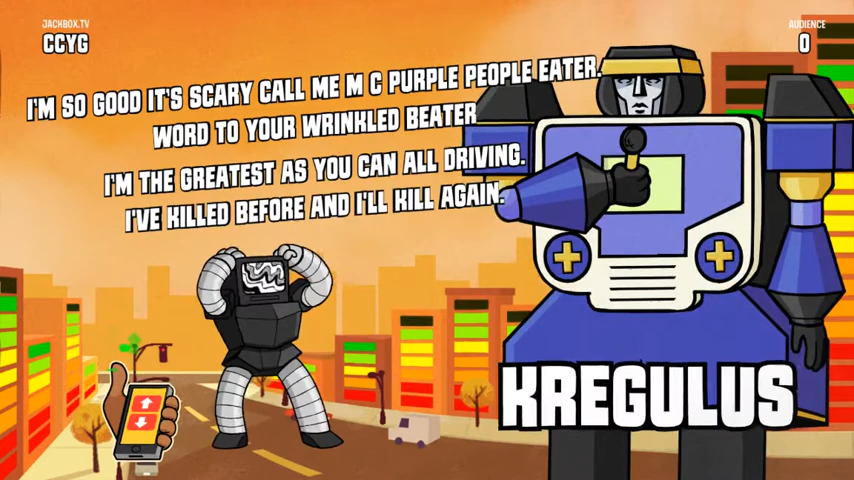 JACKBOX.TV
CCYG
AUDIENCE
0
I'M SO GOOD IT'S SCARY CALL ME M C PURPLE PEOPLE EATER.
WORD TO YOUR WRINKLED BEATER
I'M THE GREATEST AS YOU CAN ALL DRIVING.
I'VE KILLED BEFORE AND I'LL KILL AGAIN.
KREGULUS